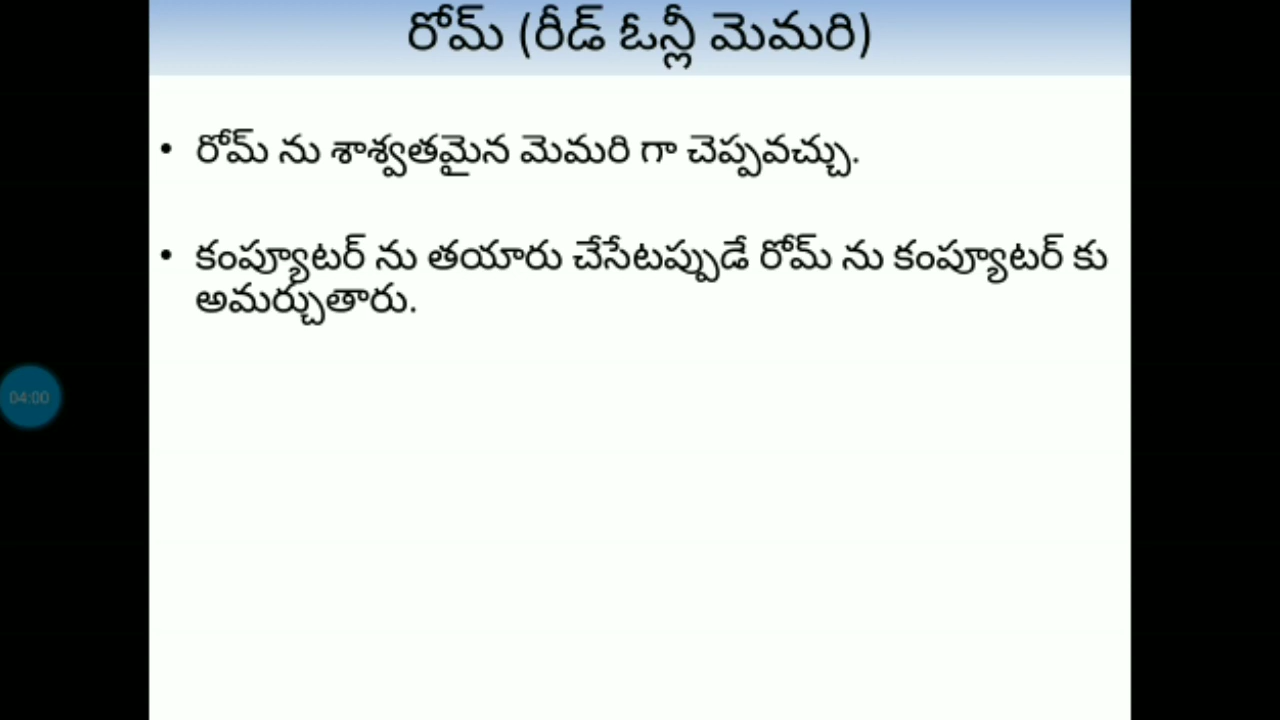 రోమ్ (రీడ్ ఓన్లీ మెమరి)
• రోమ్ ను శాశ్వతమైన మెమరి గా చెప్పవచ్చు.
• కంప్యూటర్ ను తయారు చేసేటప్పుడే రోమ్ ను కంప్యూటర్ కు
అమర్చుతారు.
04:00